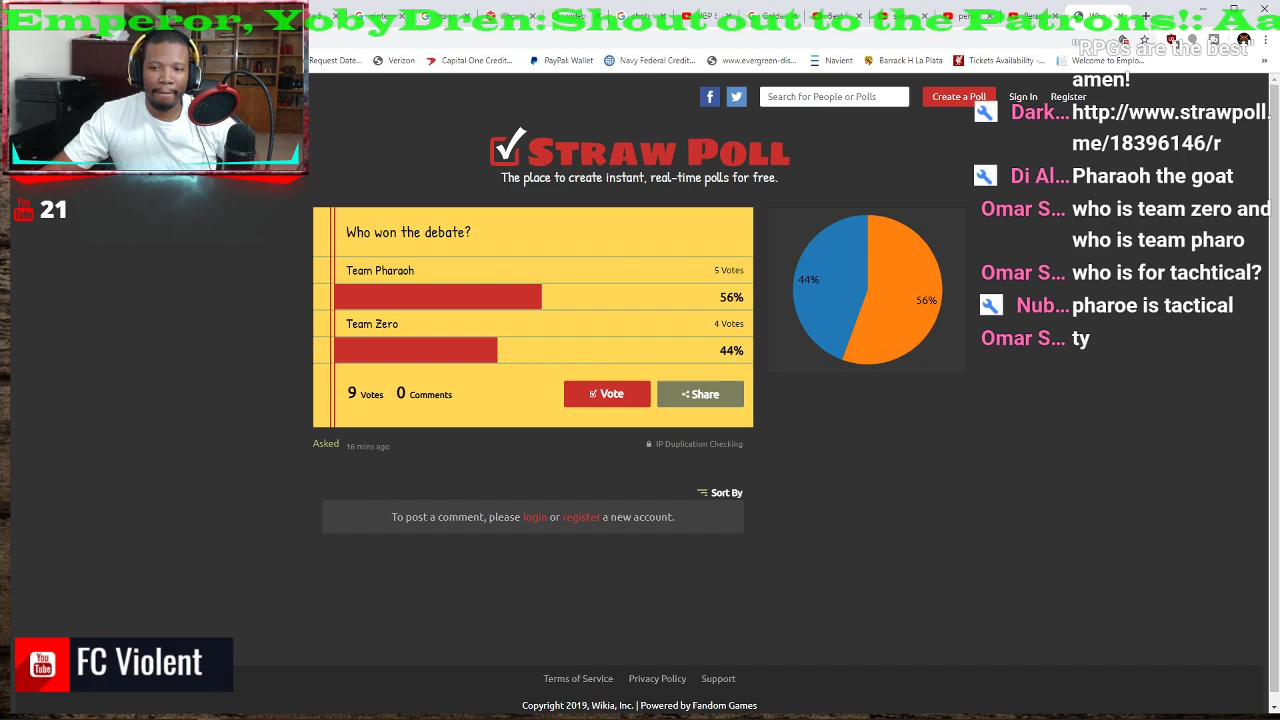 Emperor, YobyDren:Shout out to the Patrons!: Aa
Request Date...
Verizon
Capital One Credit...
PayPak Wallet
Navy Federal Credit...
www.evergreen-dis...
Navient
Barrack H La Plata
Tickets Availability -...
Welcome to Emplo...
"RPGs are the best"
amen!
Search for People or Polls
Create a Poll
Sign In
Register
Dark... http://www.strawpoll.
me/18396146/r
STRAW POLL
The place to create instant, real-time polls for free.
Di Al... Pharaoh the goat
YouTube 21
Omar S... who is team zero and
who is team pharo
Omar S... who is for tachtical?
Nub... pharoe is tactical
Omar S... ty
Who won the debate?
Team Pharaoh 5 Votes
56%
Team Zero 4 Votes
44%
44%
56%
9 Votes 0 Comments
Vote
Share
Asked 16 mins ago
IP Duplication Checking
Sort By
To post a comment, please login or register a new account.
YouTube FC Violent
Terms of Service Privacy Policy Support
Copyright 2019, Wikia, Inc. | Powered by Fandom Games